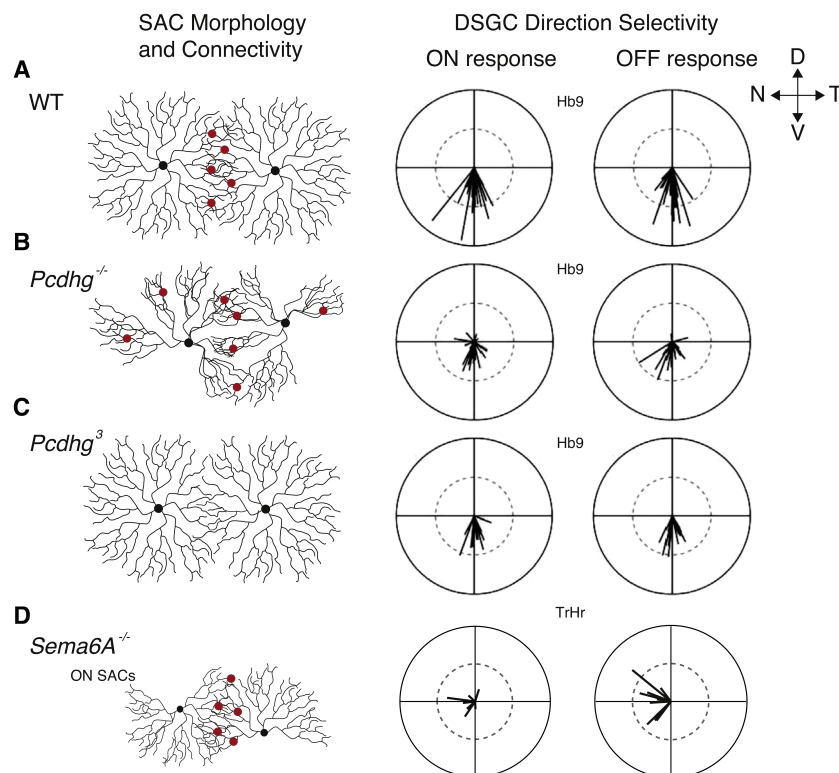 SAC Morphology
and Connectivity
DSGC Direction Selectivity
ON response
OFF response
A
WT
Hb9
D
N
T
V
B
Pcdhg-/-
Hb9
C
Pcdhg3
Hb9
D
Sema6A-/-
ON SACs
TrHr